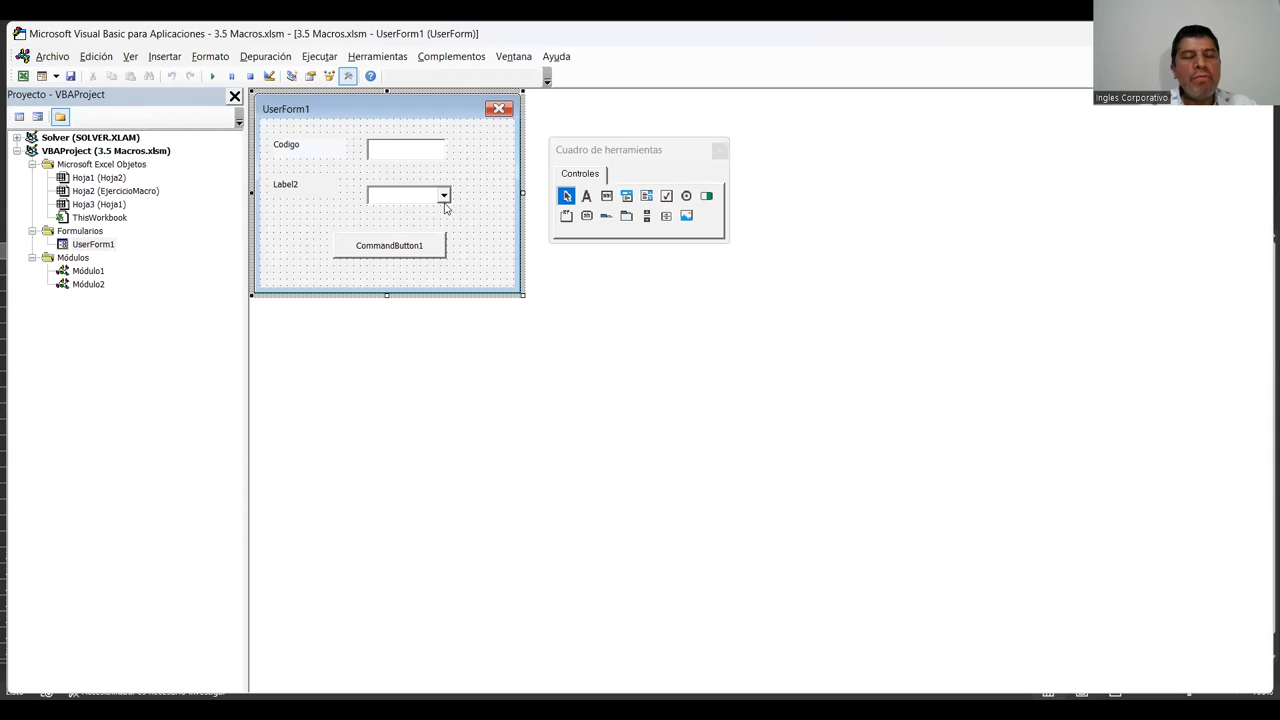 Microsoft Visual Basic para Aplicaciones - 3.5 Macros.xlsm - [3.5 Macros.xlsm - UserForm1 (UserForm)]
Archivo Edición Ver Insertar Formato Depuración Ejecutar Herramientas Complementos Ventana Ayuda
Ingles Corporativo
Proyecto - VBAProject
Solver (SOLVER.XLAM)
VBAProject (3.5 Macros.xlsm)
Microsoft Excel Objetos
Hoja1 (Hoja2)
Hoja2 (EjercicioMacro)
Hoja3 (Hoja1)
ThisWorkbook
Formularios
UserForm1
Módulos
Módulo1
Módulo2
UserForm1
Codigo
Label2
CommandButton1
Cuadro de herramientas
Controles